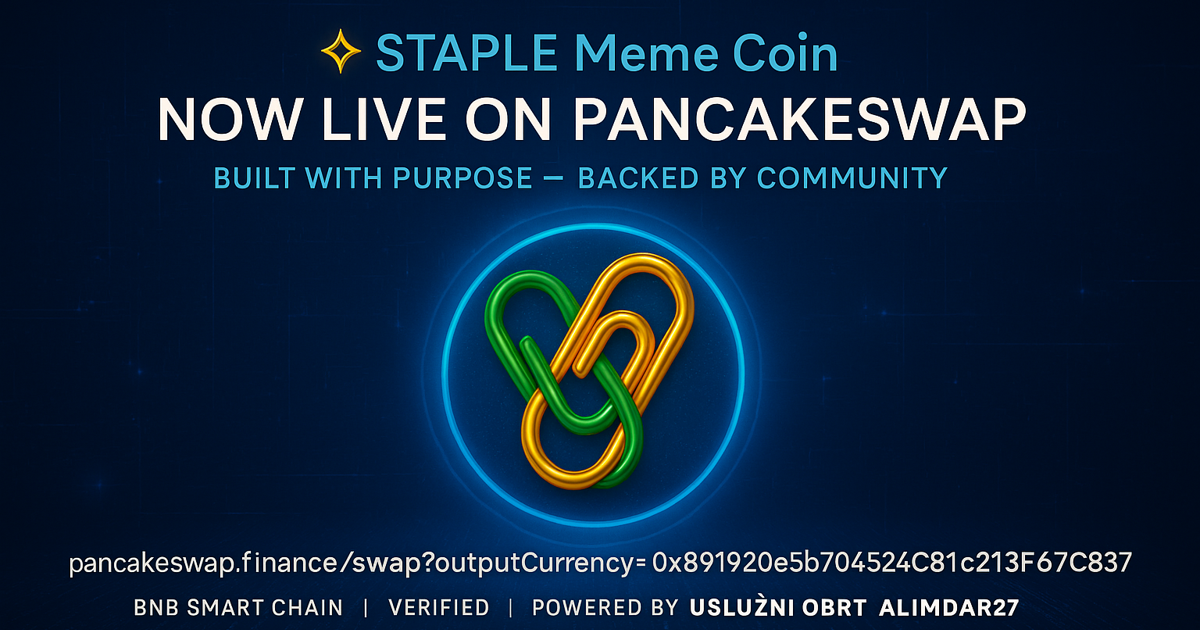 STAPLE Meme Coin
NOW LIVE ON PANCAKESWAP
BUILT WITH PURPOSE — BACKED BY COMMUNITY
pancakeswap.finance/swap?outputCurrency= 0x891920e5b704524C81c213F67C837
BNB SMART CHAIN | VERIFIED | POWERED BY USLUŽNI OBRT ALIMDAR27